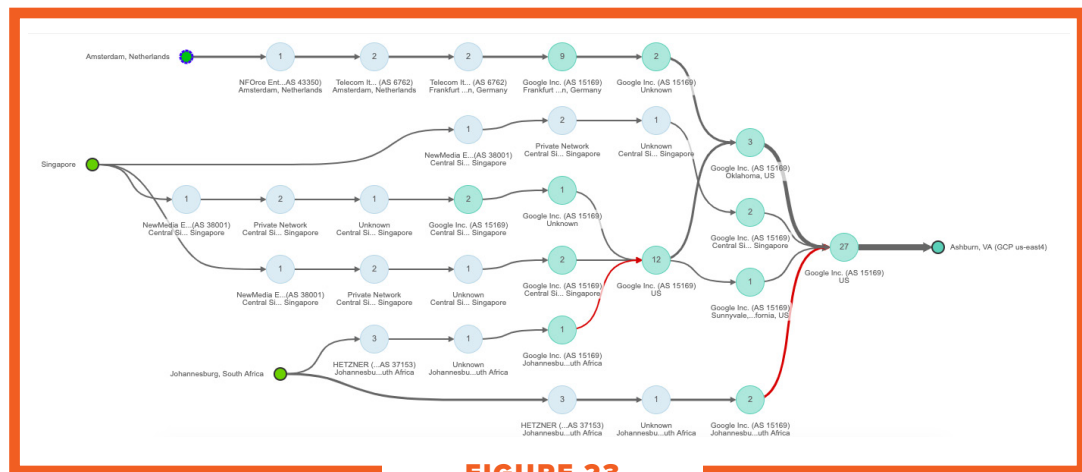 Amsterdam, Netherlands
1
2
2
9
2
NFOrce Ent...AS 43350)
Amsterdam, Netherlands
Telecom It... (AS 6762)
Amsterdam, Netherlands
Telecom It... (AS 6762)
Frankfurt ...n, Germany
Google Inc. (AS 15169)
Frankfurt ...n, Germany
Google Inc. (AS 15169)
Unknown
Singapore
1
2
1
NewMedia E...(AS 38001)
Central Si... Singapore
Private Network
Central Si... Singapore
Unknown
Central Si... Singapore
3
Google Inc. (AS 15169)
Oklahoma, US
1
2
1
2
1
NewMedia E...(AS 38001)
Central Si... Singapore
Private Network
Central Si... Singapore
Unknown
Central Si... Singapore
Google Inc. (AS 15169)
Central Si... Singapore
Google Inc. (AS 15169)
Unknown
2
Google Inc. (AS 15169)
Central Si... Singapore
1
2
1
2
12
NewMedia E...(AS 38001)
Central Si... Singapore
Private Network
Central Si... Singapore
Unknown
Central Si... Singapore
Google Inc. (AS 15169)
Central Si... Singapore
Google Inc. (AS 15169)
US
1
Google Inc. (AS 15169)
Sunnyvale,...fornia, US
27
Google Inc. (AS 15169)
US
Ashburn, VA (GCP us-east4)
Johannesburg, South Africa
3
1
1
HETZNER (...AS 37153)
Johannesbu...uth Africa
Unknown
Johannesbu...uth Africa
Google Inc. (AS 15169)
Johannesbu...uth Africa
3
1
2
HETZNER (...AS 37153)
Johannesbu...uth Africa
Unknown
Johannesbu...uth Africa
Google Inc. (AS 15169)
Johannesbu...uth Africa